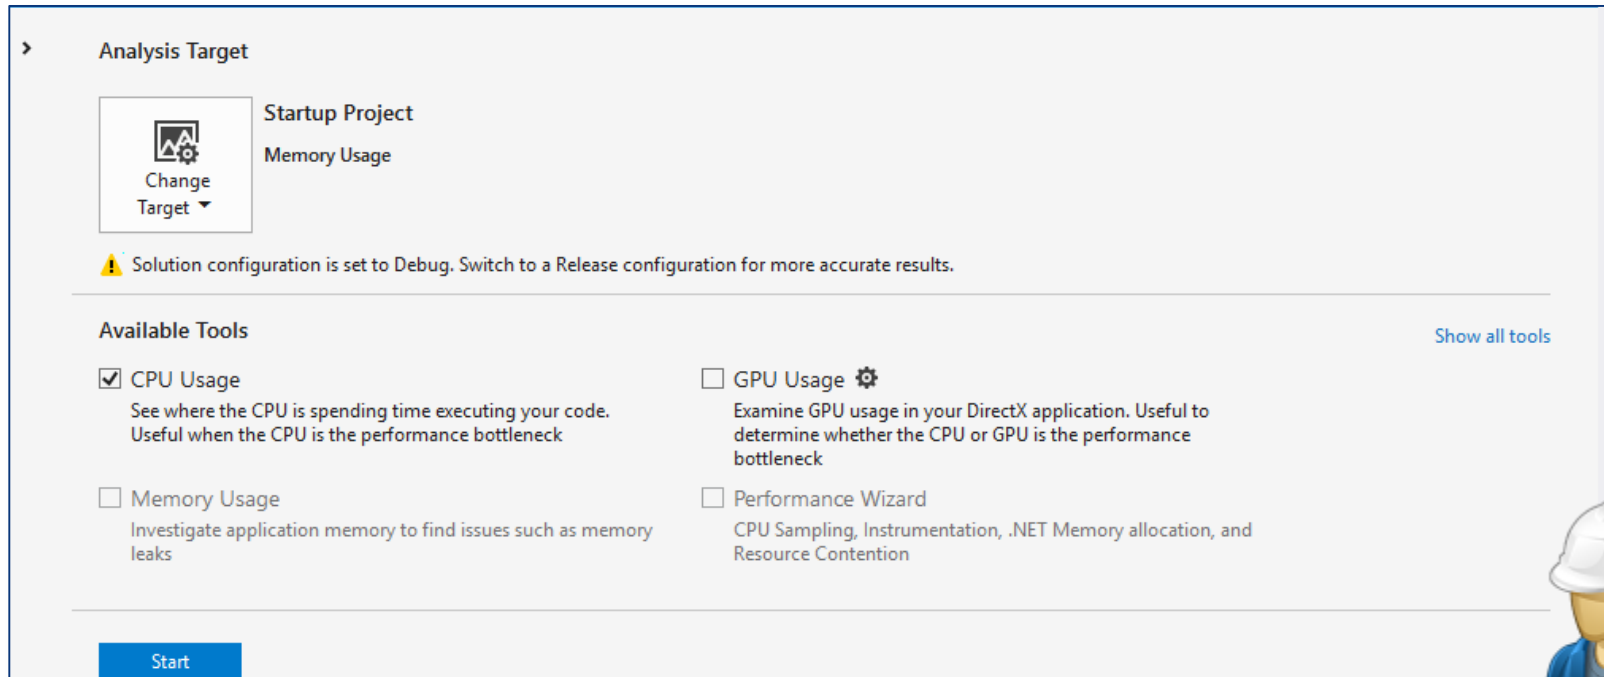 Analysis Target
Startup Project
Memory Usage
Change
Target
Solution configuration is set to Debug. Switch to a Release configuration for more accurate results.
Available Tools
Show all tools
CPU Usage
See where the CPU is spending time executing your code.
Useful when the CPU is the performance bottleneck
GPU Usage
Examine GPU usage in your DirectX application. Useful to
determine whether the CPU or GPU is the performance
bottleneck
Memory Usage
Investigate application memory to find issues such as memory
leaks
Performance Wizard
CPU Sampling, Instrumentation, .NET Memory allocation, and
Resource Contention
Start